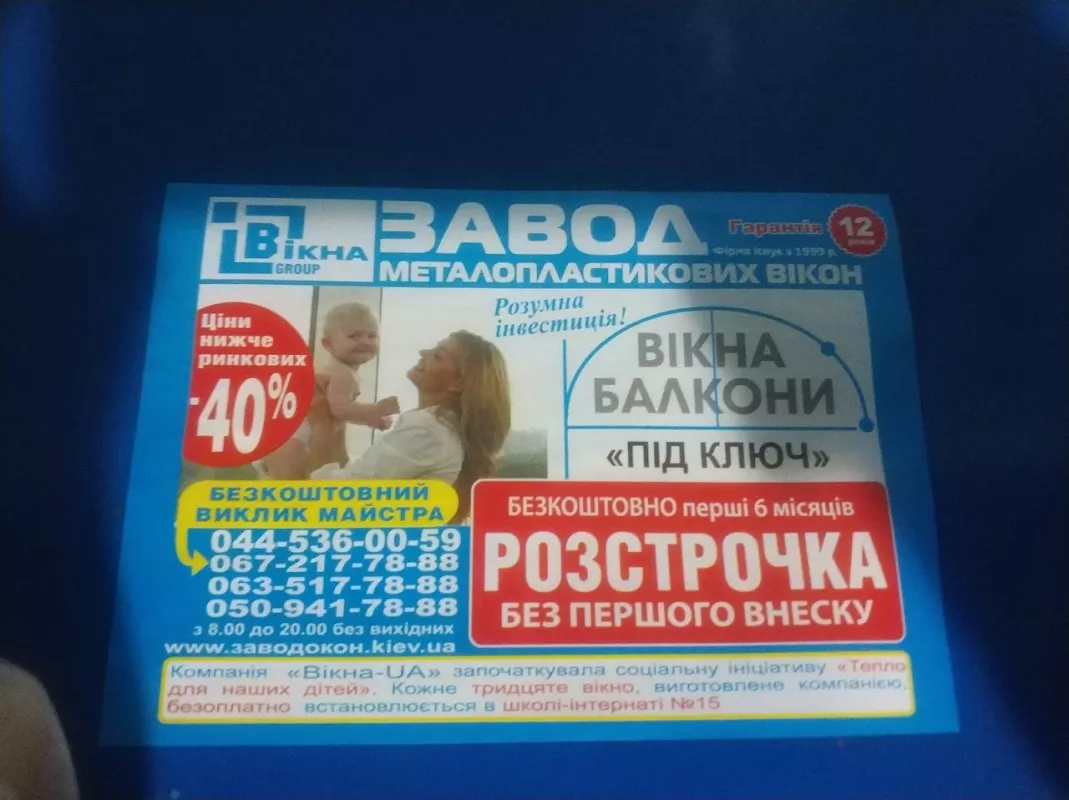 Вікна
GROUP
ЗАВОД
МЕТАЛОПЛАСТИКОВИХ ВІКОН
Гарантія 12 років
Фірма існує з 1999 р.
Розумна
інвестиція!
Ціни
нижче
ринкових
-40%
ВІКНА
БАЛКОНИ
«ПІД КЛЮЧ»
БЕЗКОШТОВНИЙ
ВИКЛИК МАЙСТРА
044-536-00-59
067-217-78-88
063-517-78-88
050-941-78-88
з 8.00 до 20.00 без вихідних
www.заводокон.kiev.ua
БЕЗКОШТОВНО перші 6 місяців
РОЗСТРОЧКА
БЕЗ ПЕРШОГО ВНЕСКУ
Компанія «Вікна-UA» започаткувала соціальну ініціативу «Тепло
для наших дітей». Кожне тридцяте вікно, виготовлене компанією,
безоплатно встановлюється в школі-інтернаті №15